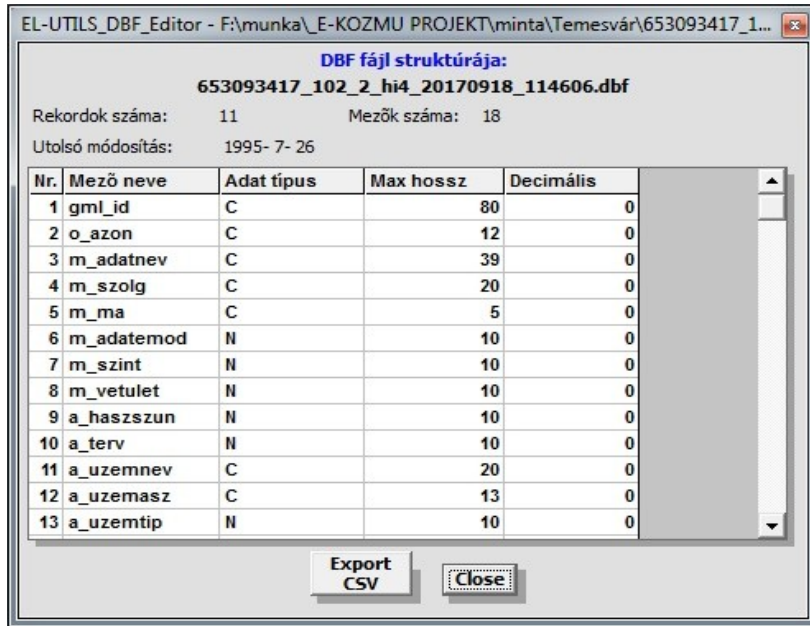 EL-UTILS_DBF_Editor - F:\munka\_E-KOZMU PROJEKT\minta\Temesvár\653093417_1...
DBF fájl struktúrája:
653093417_102_2_hi4_20170918_114606.dbf
Rekordok száma: 11 Mezõk száma: 18
Utolsó módosítás: 1995- 7- 26
Nr. Mezõ neve Adat típus Max hossz Decimális
1 gml_id C 80 0
2 o_azon C 12 0
3 m_adatnev C 39 0
4 m_szolg C 20 0
5 m_ma C 5 0
6 m_adatemod N 10 0
7 m_szint N 10 0
8 m_vetulet N 10 0
9 a_haszszun N 10 0
10 a_terv N 10 0
11 a_uzemnev C 20 0
12 a_uzemasz C 13 0
13 a_uzemtip N 10 0
Export
CSV
Close